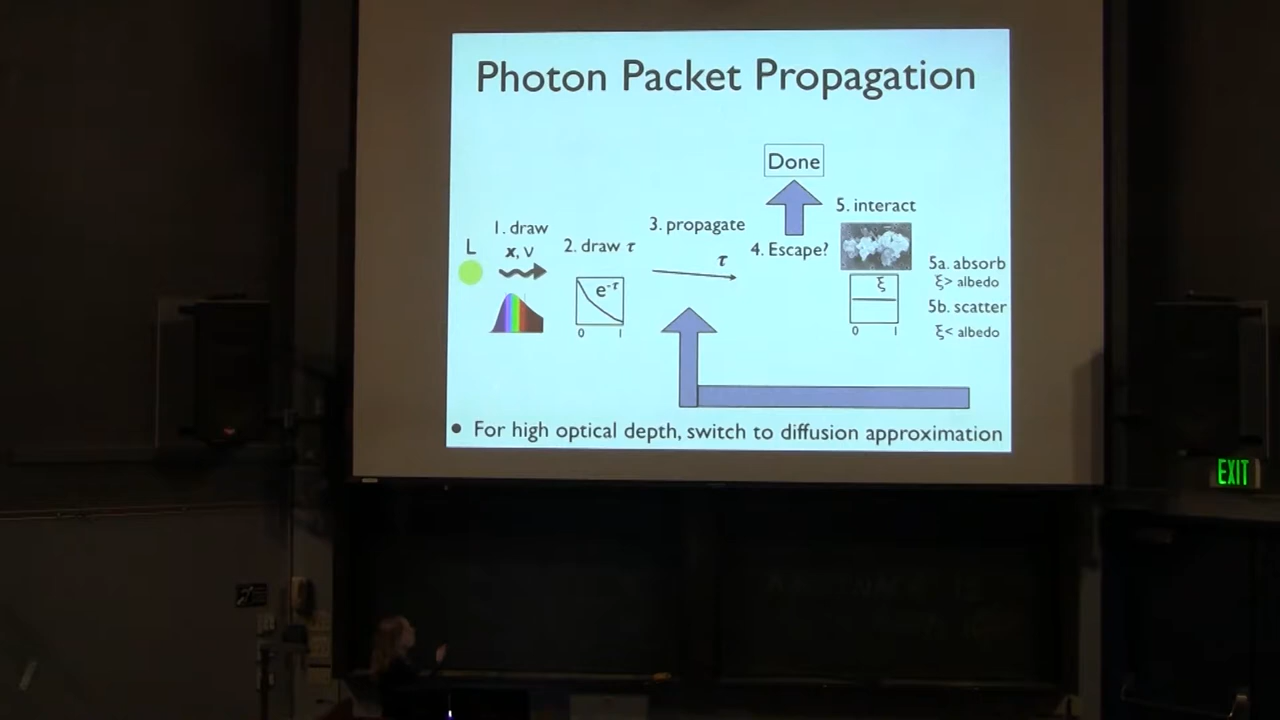 Photon Packet Propagation
Done
L
1. draw
x, ν
2. draw τ
e-τ
0 1
3. propagate
τ
4. Escape?
5. interact
ξ
0 1
5a. absorb
ξ> albedo
5b. scatter
ξ< albedo
• For high optical depth, switch to diffusion approximation
EXIT